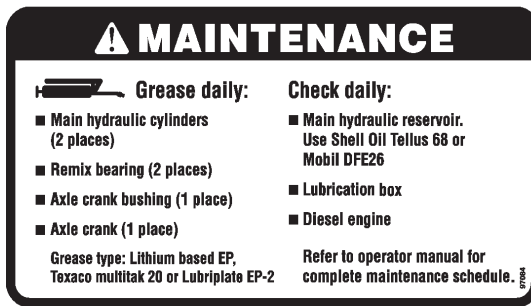 MAINTENANCE
Grease daily:
■ Main hydraulic cylinders
(2 places)
■ Remix bearing (2 places)
■ Axle crank bushing (1 place)
■ Axle crank (1 place)
Grease type: Lithium based EP,
Texaco multitak 20 or Lubriplate EP-2
Check daily:
■ Main hydraulic reservoir.
Use Shell Oil Tellus 68 or
Mobil DFE26
■ Lubrication box
■ Diesel engine
Refer to operator manual for
complete maintenance schedule.